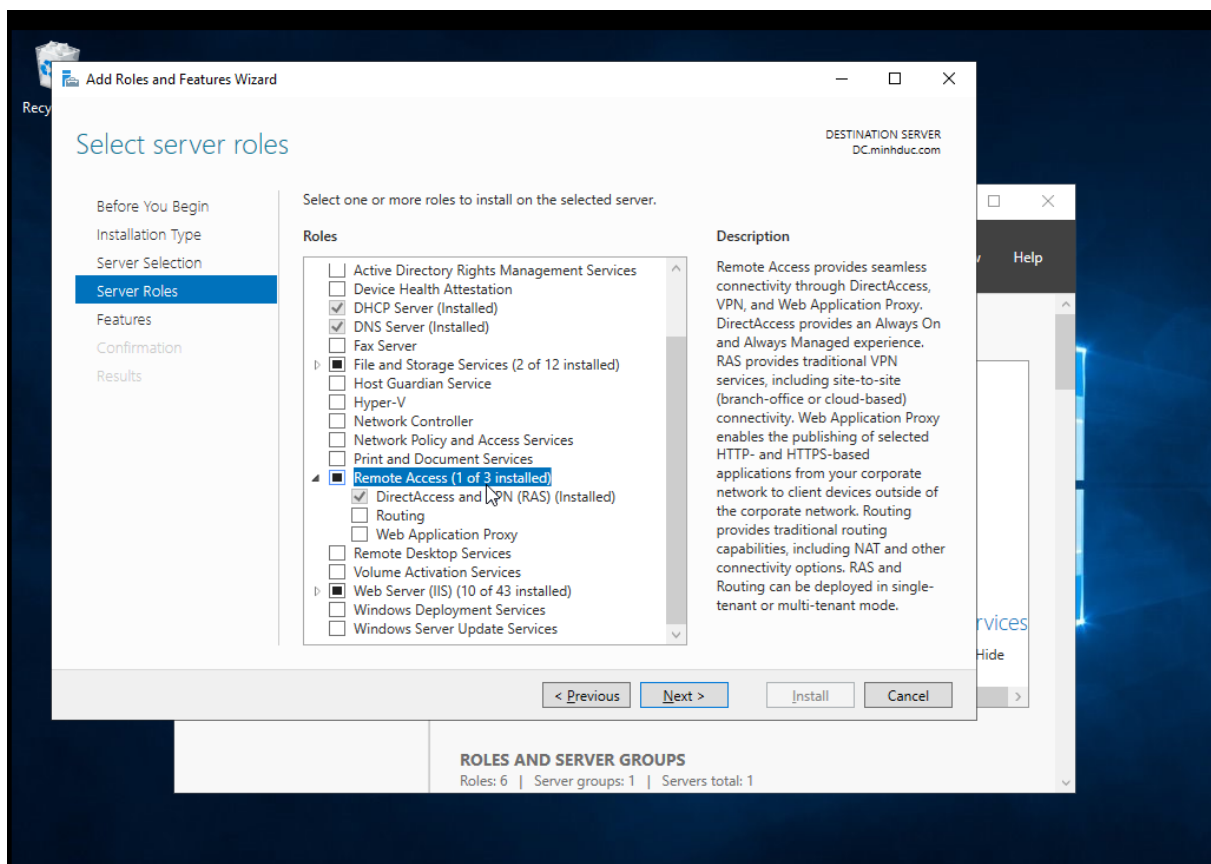 Recy
Add Roles and Features Wizard
Select server roles
DESTINATION SERVER
DC.minhduc.com
Before You Begin
Installation Type
Server Selection
Server Roles
Features
Confirmation
Results
Select one or more roles to install on the selected server.
Roles
Active Directory Rights Management Services
Device Health Attestation
DHCP Server (Installed)
DNS Server (Installed)
Fax Server
File and Storage Services (2 of 12 installed)
Host Guardian Service
Hyper-V
Network Controller
Network Policy and Access Services
Print and Document Services
Remote Access (1 of 3 installed)
DirectAccess and VPN (RAS) (Installed)
Routing
Web Application Proxy
Remote Desktop Services
Volume Activation Services
Web Server (IIS) (10 of 43 installed)
Windows Deployment Services
Windows Server Update Services
Description
Remote Access provides seamless
connectivity through DirectAccess,
VPN, and Web Application Proxy.
DirectAccess provides an Always On
and Always Managed experience.
RAS provides traditional VPN
services, including site-to-site
(branch-office or cloud-based)
connectivity. Web Application Proxy
enables the publishing of selected
HTTP- and HTTPS-based
applications from your corporate
network to client devices outside of
the corporate network. Routing
provides traditional routing
capabilities, including NAT and other
connectivity options. RAS and
Routing can be deployed in single-
tenant or multi-tenant mode.
< Previous
Next >
Install
Cancel
Help
rvices
Hide
ROLES AND SERVER GROUPS
Roles: 6 | Server groups: 1 | Servers total: 1